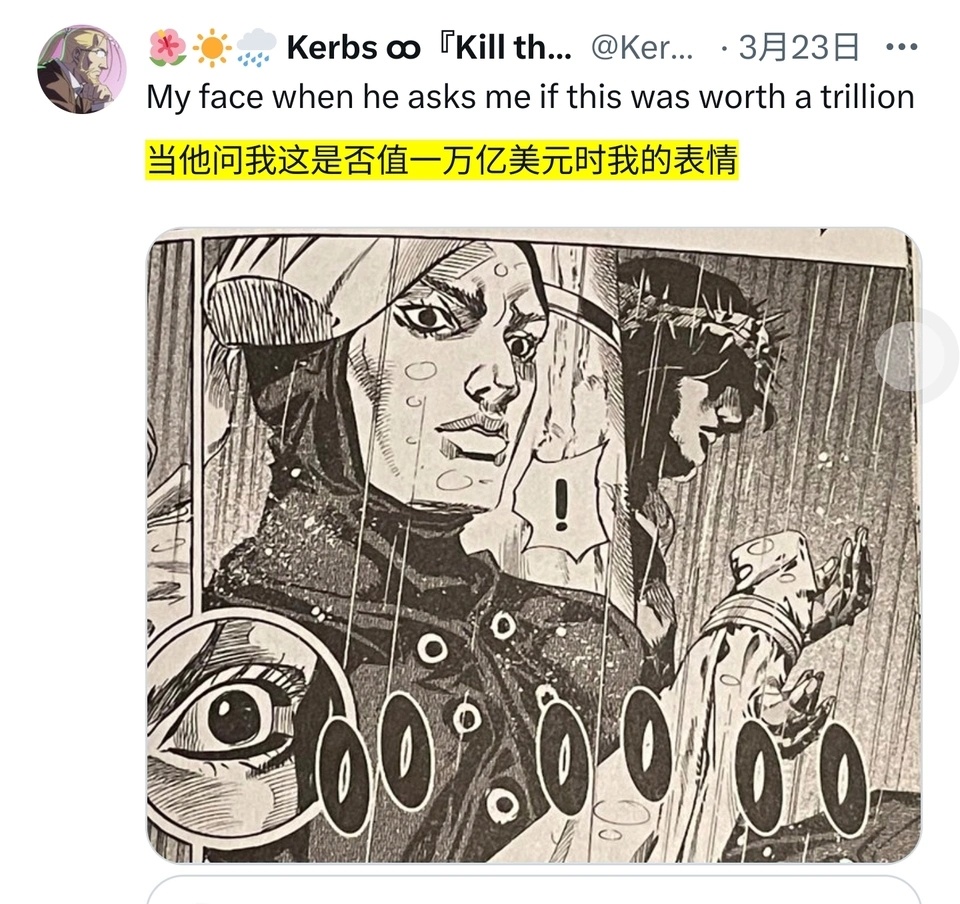 🌺☀️🌧️ Kerbs ꝏ『Kill th... @Ker... · 3月23日 ...
My face when he asks me if this was worth a trillion
当他问我这是否值一万亿美元时我的表情
!